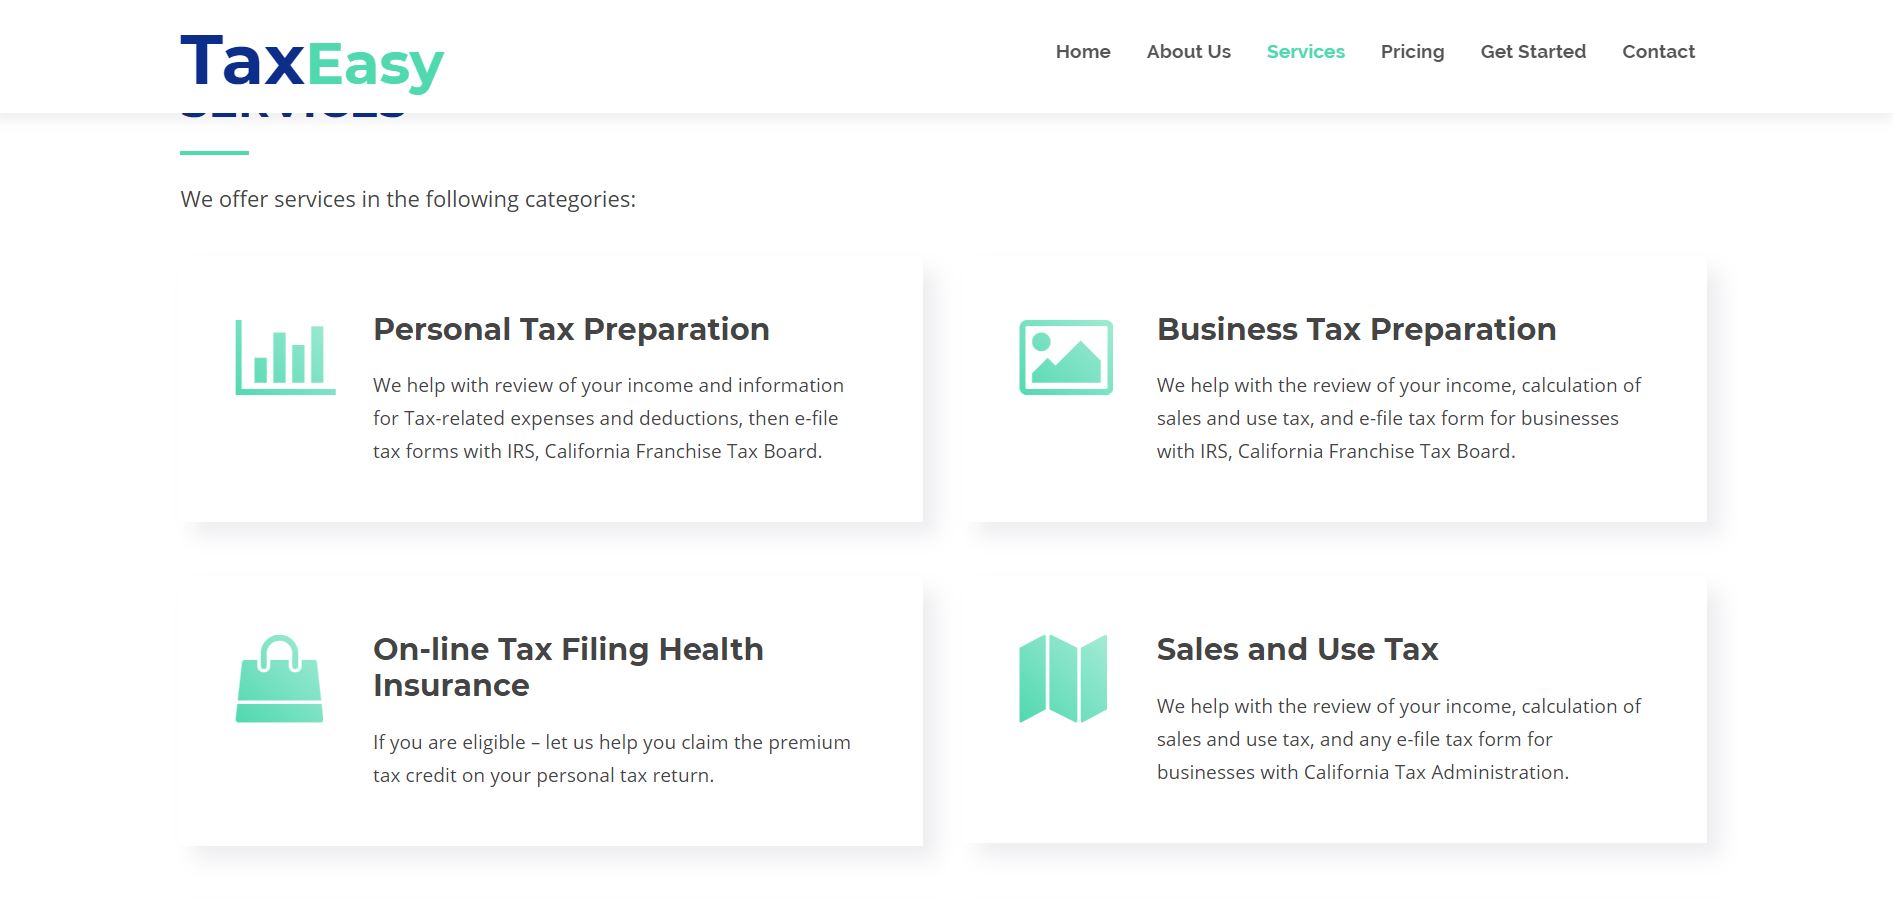 TaxEasy
Home About Us Services Pricing Get Started Contact
SERVICES
We offer services in the following categories:
Personal Tax Preparation
We help with review of your income and information
for Tax-related expenses and deductions, then e-file
tax forms with IRS, California Franchise Tax Board.
Business Tax Preparation
We help with the review of your income, calculation of
sales and use tax, and e-file tax form for businesses
with IRS, California Franchise Tax Board.
On-line Tax Filing Health
Insurance
If you are eligible – let us help you claim the premium
tax credit on your personal tax return.
Sales and Use Tax
We help with the review of your income, calculation of
sales and use tax, and any e-file tax form for
businesses with California Tax Administration.